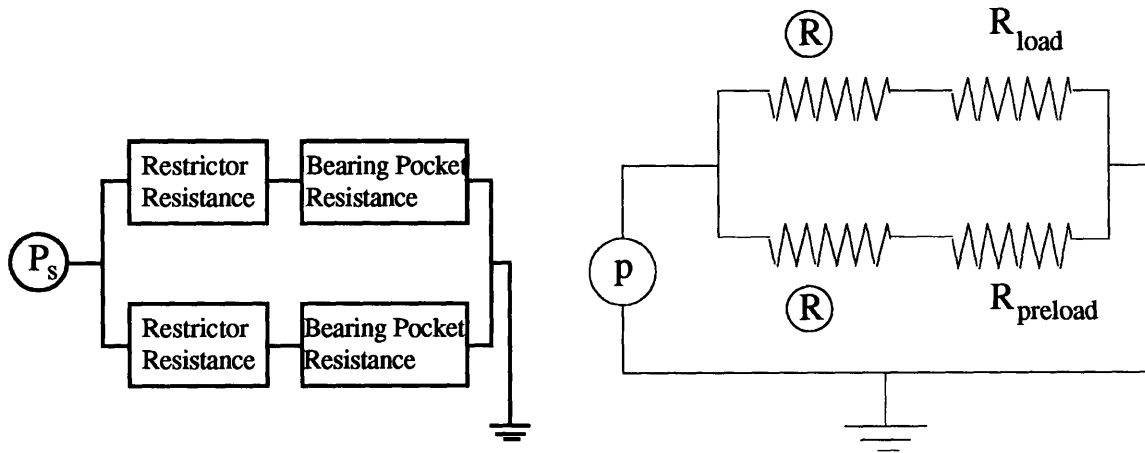 Restrictor
Resistance
Bearing Pocket
Resistance
Ps
Restrictor
Resistance
Bearing Pocket
Resistance
R
Rload
p
R
Rpreload